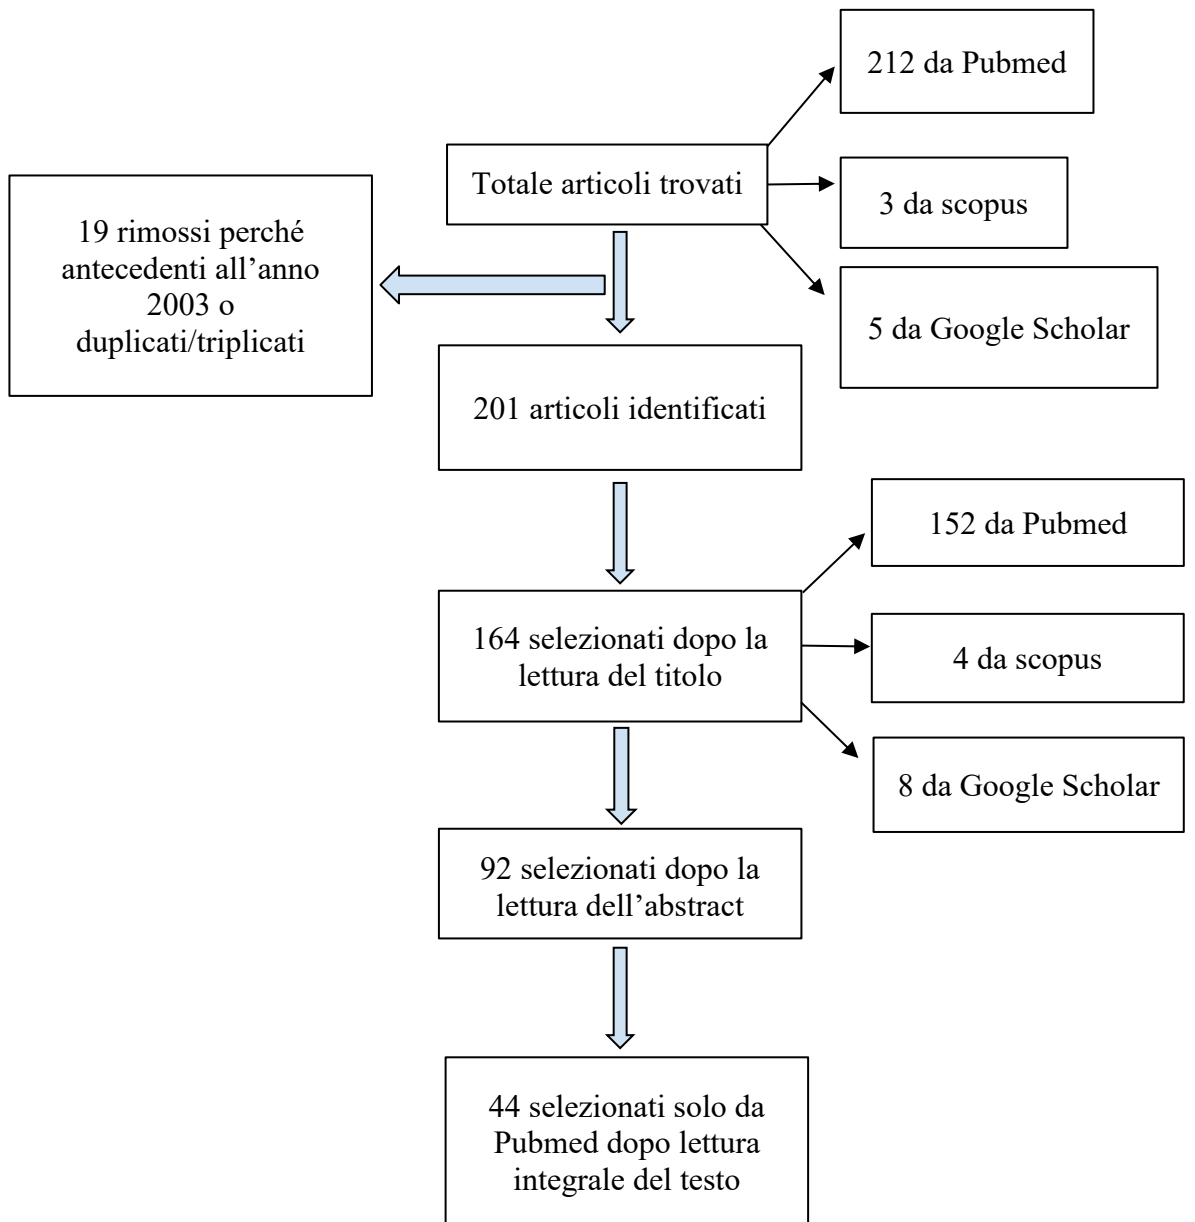 212 da Pubmed
Totale articoli trovati
3 da scopus
19 rimossi perché
antecedenti all’anno
2003 o
duplicati/triplicati
5 da Google Scholar
201 articoli identificati
152 da Pubmed
164 selezionati dopo la
lettura del titolo
4 da scopus
8 da Google Scholar
92 selezionati dopo la
lettura dell’abstract
44 selezionati solo da
Pubmed dopo lettura
integrale del testo